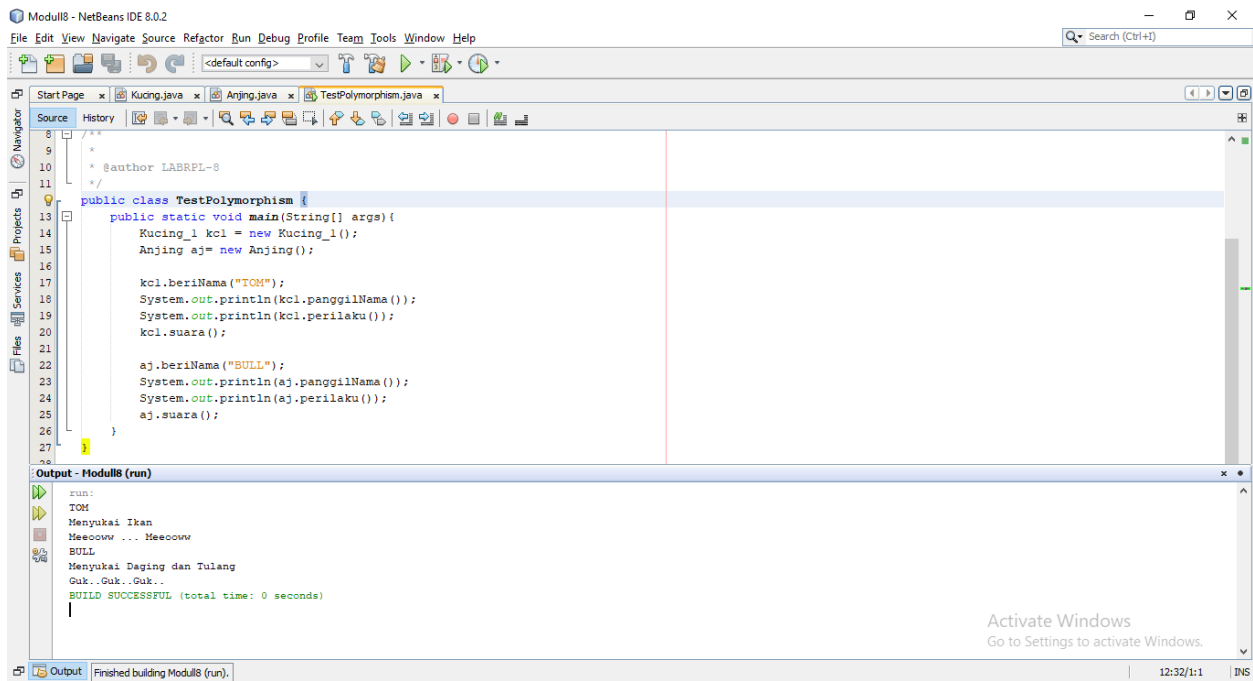 Modull8 - NetBeans IDE 8.0.2
File Edit View Navigate Source Refactor Run Debug Profile Team Tools Window Help
Search (Ctrl+I)
<default config>
Start Page Kucing.java Anjing.java TestPolymorphism.java
Source History
Navigator
Projects
Services
Files
8 /**
9 *
10 * @author LABRPL-8
11 */
public class TestPolymorphism {
13 public static void main(String[] args){
14 Kucing_1 kc1 = new Kucing_1();
15 Anjing aj= new Anjing();
16
17 kc1.beriNama("TOM");
18 System.out.println(kc1.panggilNama());
19 System.out.println(kc1.perilaku());
20 kc1.suara();
21
22 aj.beriNama("BULL");
23 System.out.println(aj.panggilNama());
24 System.out.println(aj.perilaku());
25 aj.suara();
26 }
27 }
28
Output - Modull8 (run)
run:
TOM
Menyukai Ikan
Meeooww ... Meeooww
BULL
Menyukai Daging dan Tulang
Guk..Guk..Guk..
BUILD SUCCESSFUL (total time: 0 seconds)
Activate Windows
Go to Settings to activate Windows.
Output
Finished building Modull8 (run).
12:32/1:1 INS